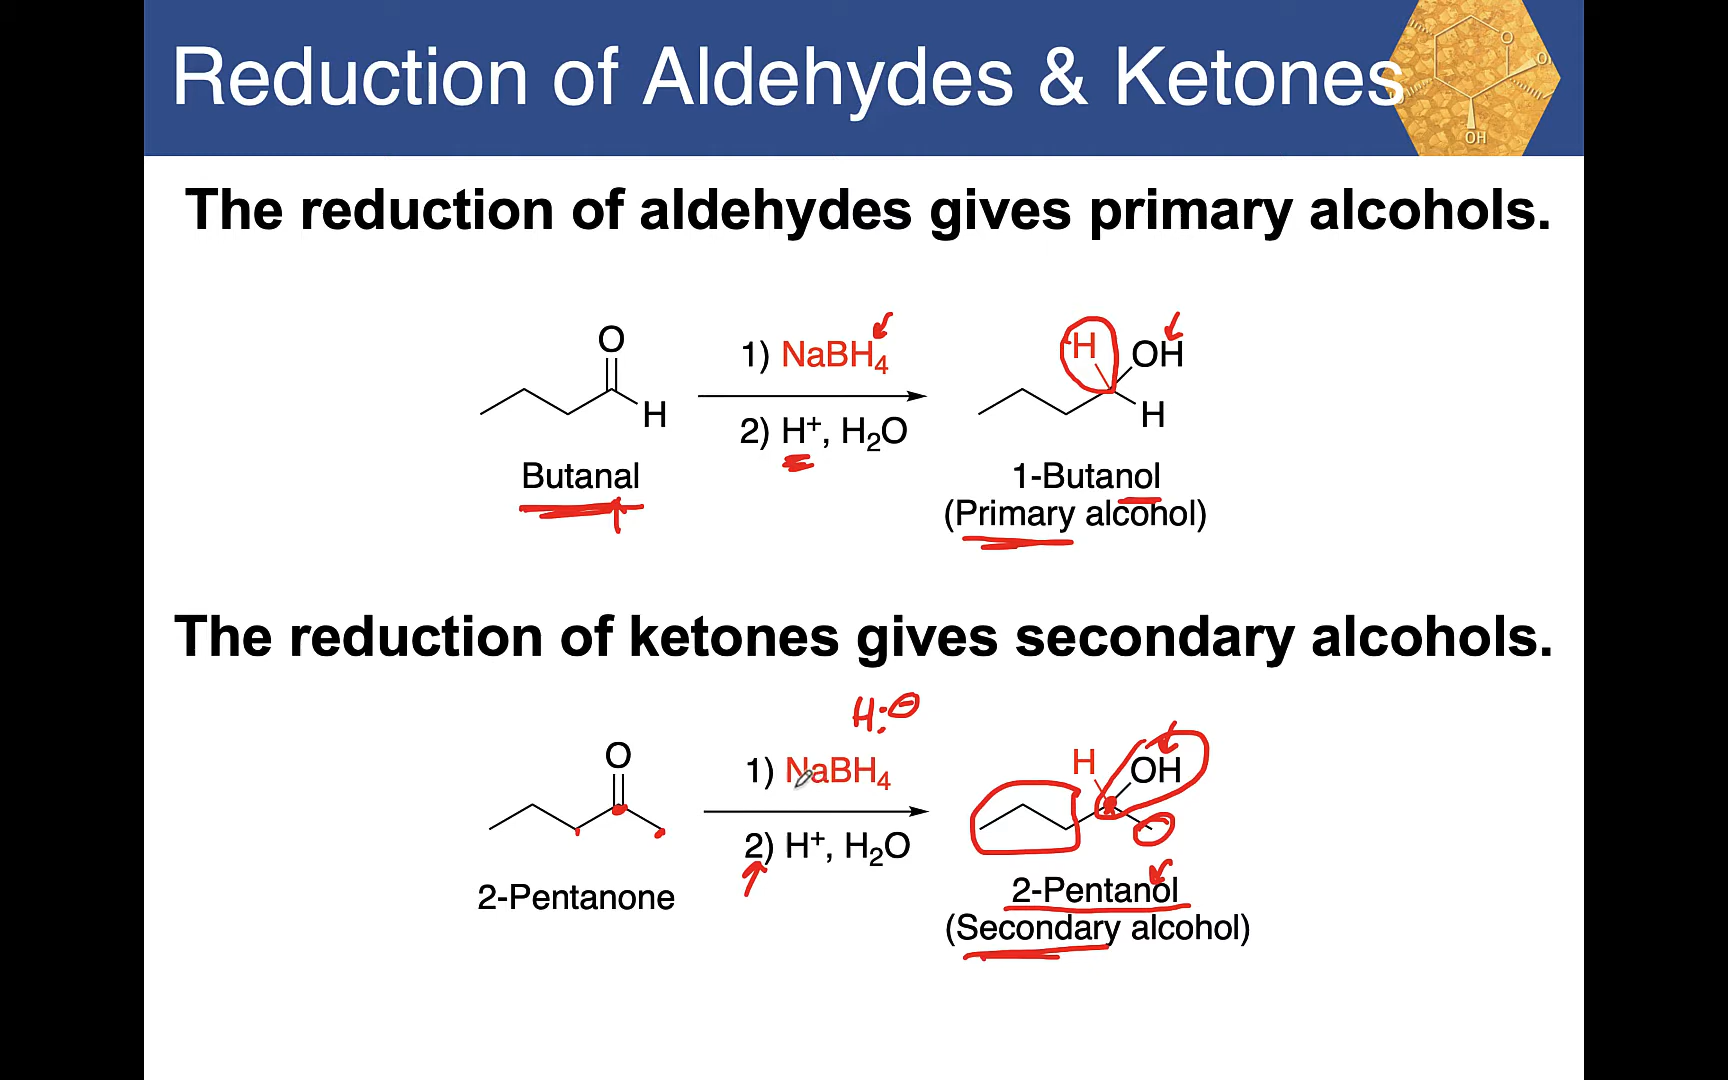 Reduction of Aldehydes & Ketones
O
O
OH
The reduction of aldehydes gives primary alcohols.
O
H
1) NaBH₄
2) H⁺, H₂O
H
OH
H
Butanal
1-Butanol
(Primary alcohol)
The reduction of ketones gives secondary alcohols.
H:⊖
O
1) NaBH₄
2) H⁺, H₂O
H
OH
2-Pentanone
2-Pentanol
(Secondary alcohol)